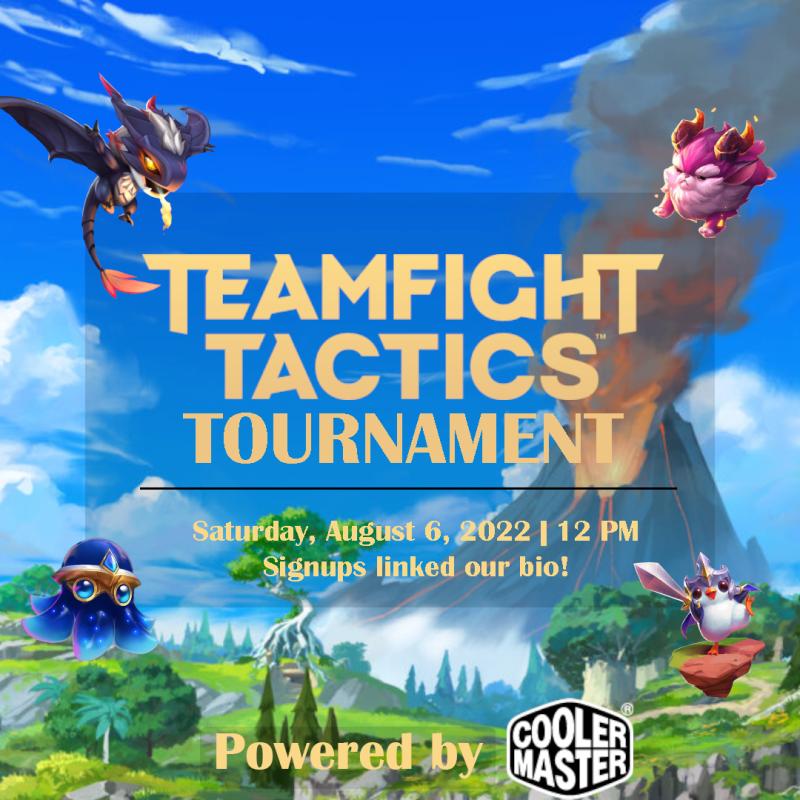 TEAMFIGHT
TACTICS™
TOURNAMENT
Saturday, August 6, 2022 | 12 PM
Signups linked our bio!
Powered by
COOLER
MASTER®